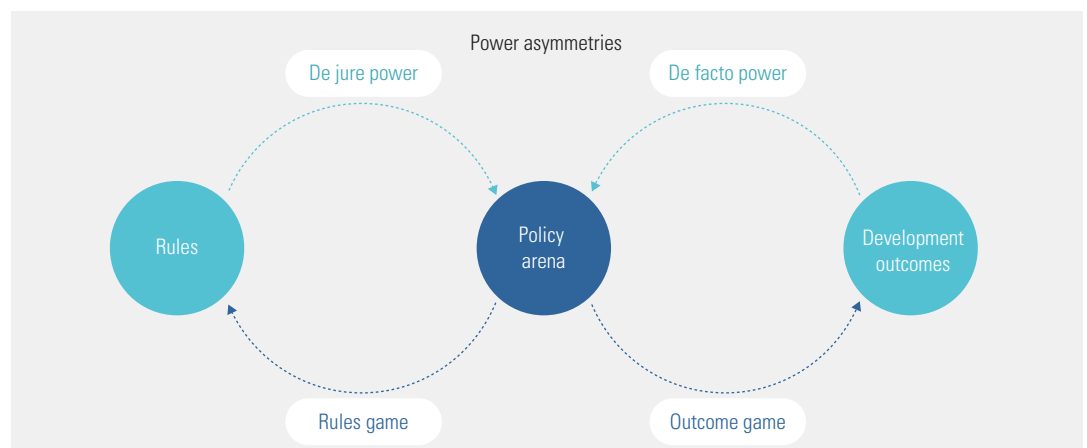 Power asymmetries
De jure power
De facto power
Rules
Policy
arena
Development
outcomes
Rules game
Outcome game